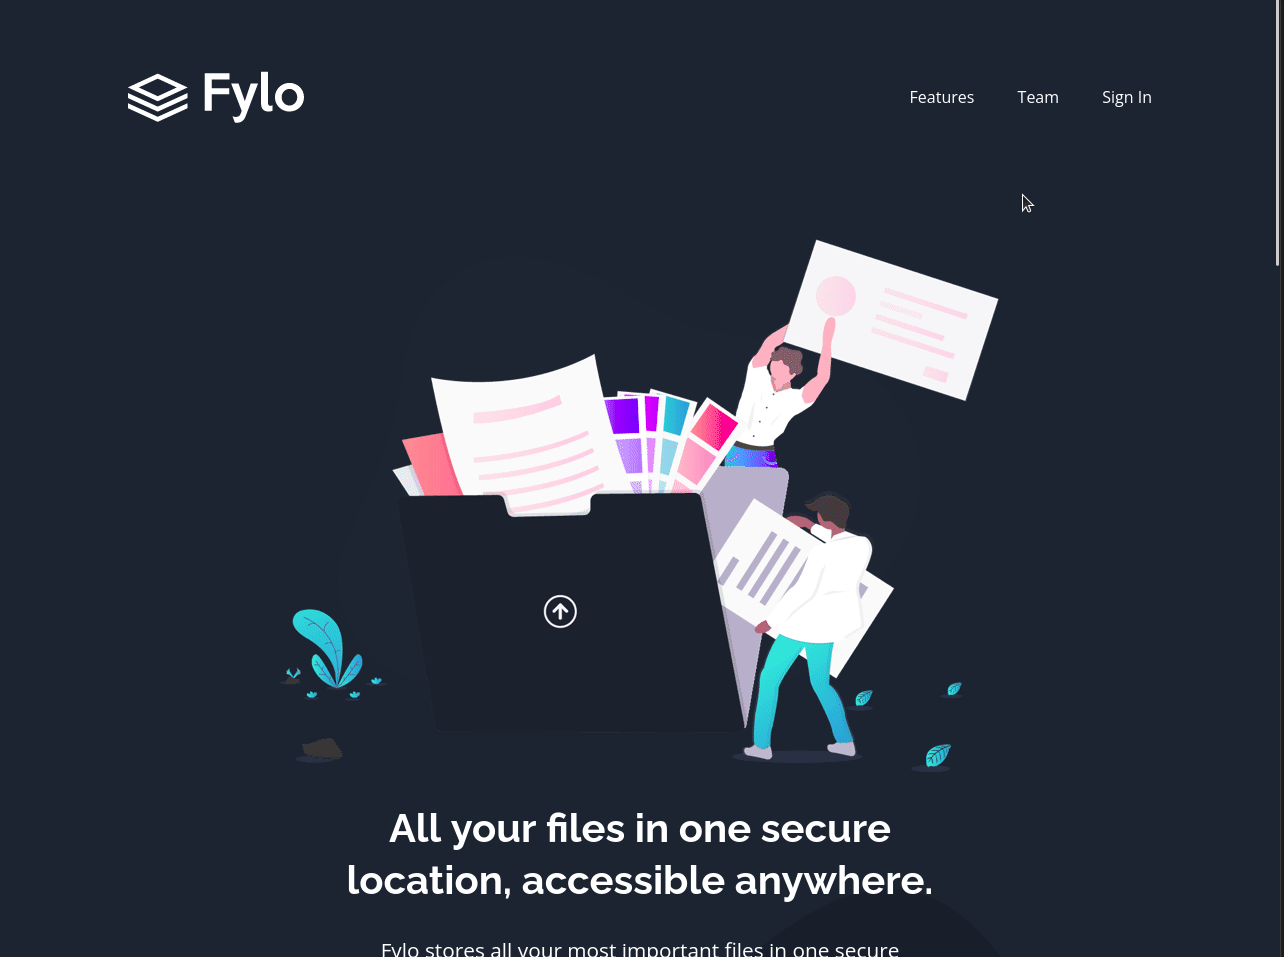 Fylo
Features
Team
Sign In
All your files in one secure
location, accessible anywhere.
Fylo stores all your most important files in one secure